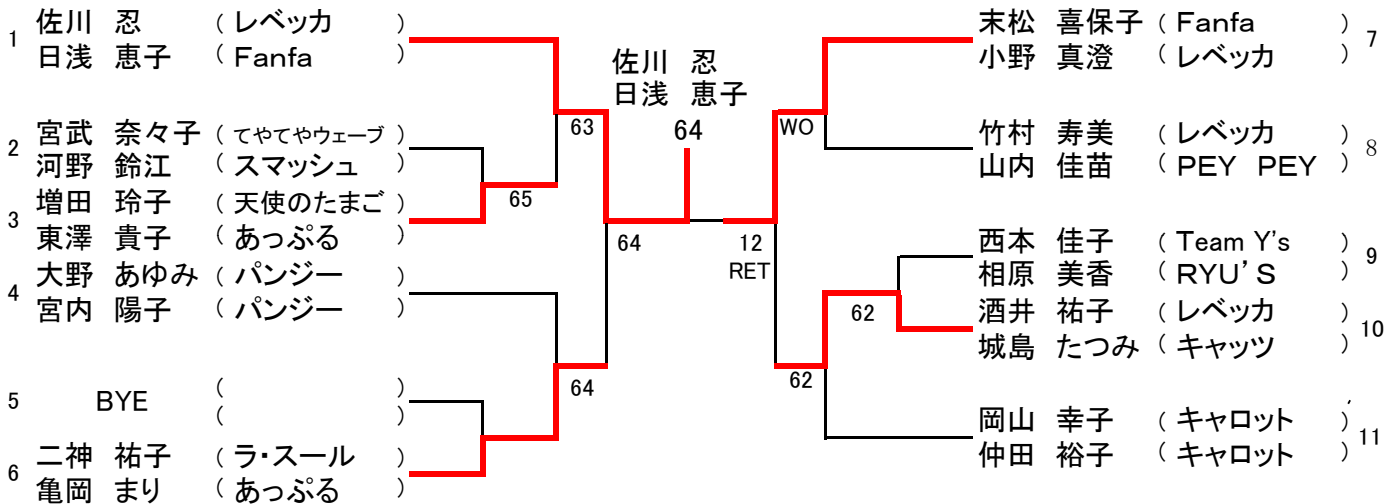 1 佐川 忍 ( レベッカ )
日浅 恵子 ( Fanfa )
2 宮武 奈々子 ( てやてやウェーブ )
河野 鈴江 ( スマッシュ )
3 増田 玲子 ( 天使のたまご )
東澤 貴子 ( あっぷる )
4 大野 あゆみ ( パンジー )
宮内 陽子 ( パンジー )
5 BYE ( )
( )
6 二神 祐子 ( ラ・スール )
亀岡 まり ( あっぷる )
63
65
64
64
佐川 忍
日浅 恵子
64
WO
12
RET
62
62
末松 喜保子 ( Fanfa ) 7
小野 真澄 ( レベッカ )
竹村 寿美 ( レベッカ ) 8
山内 佳苗 ( PEY PEY )
西本 佳子 ( Team Y's ) 9
相原 美香 ( RYU'S )
酒井 祐子 ( レベッカ ) 10
城島 たつみ ( キャッツ )
岡山 幸子 ( キャロット ) 11
仲田 裕子 ( キャロット )